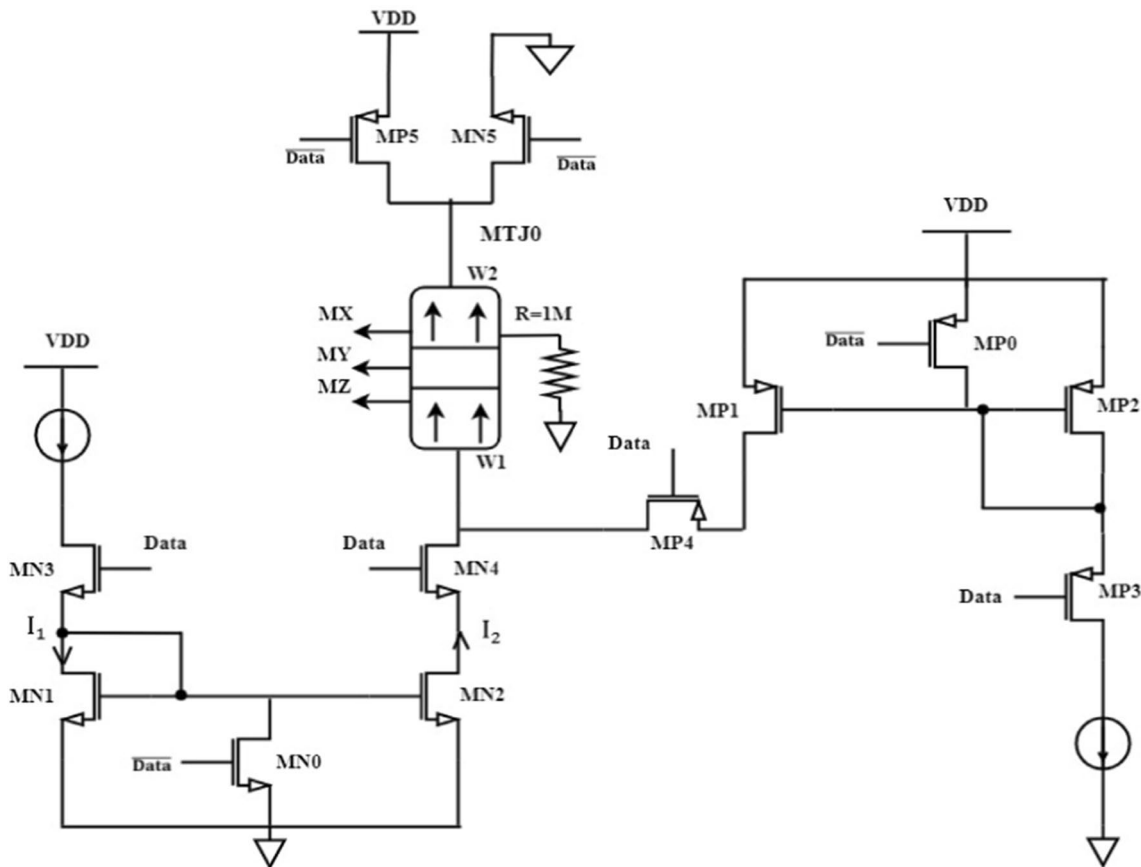 VDD
MP5
MN5
Data
Data
MTJ0
VDD
W2
MX
R=1M
MY
MZ
VDD
Data
MP0
MP1
MP2
W1
Data
MP4
MN3
Data
Data
MN4
Data
MP3
I1
I2
MN1
MN2
Data
MN0